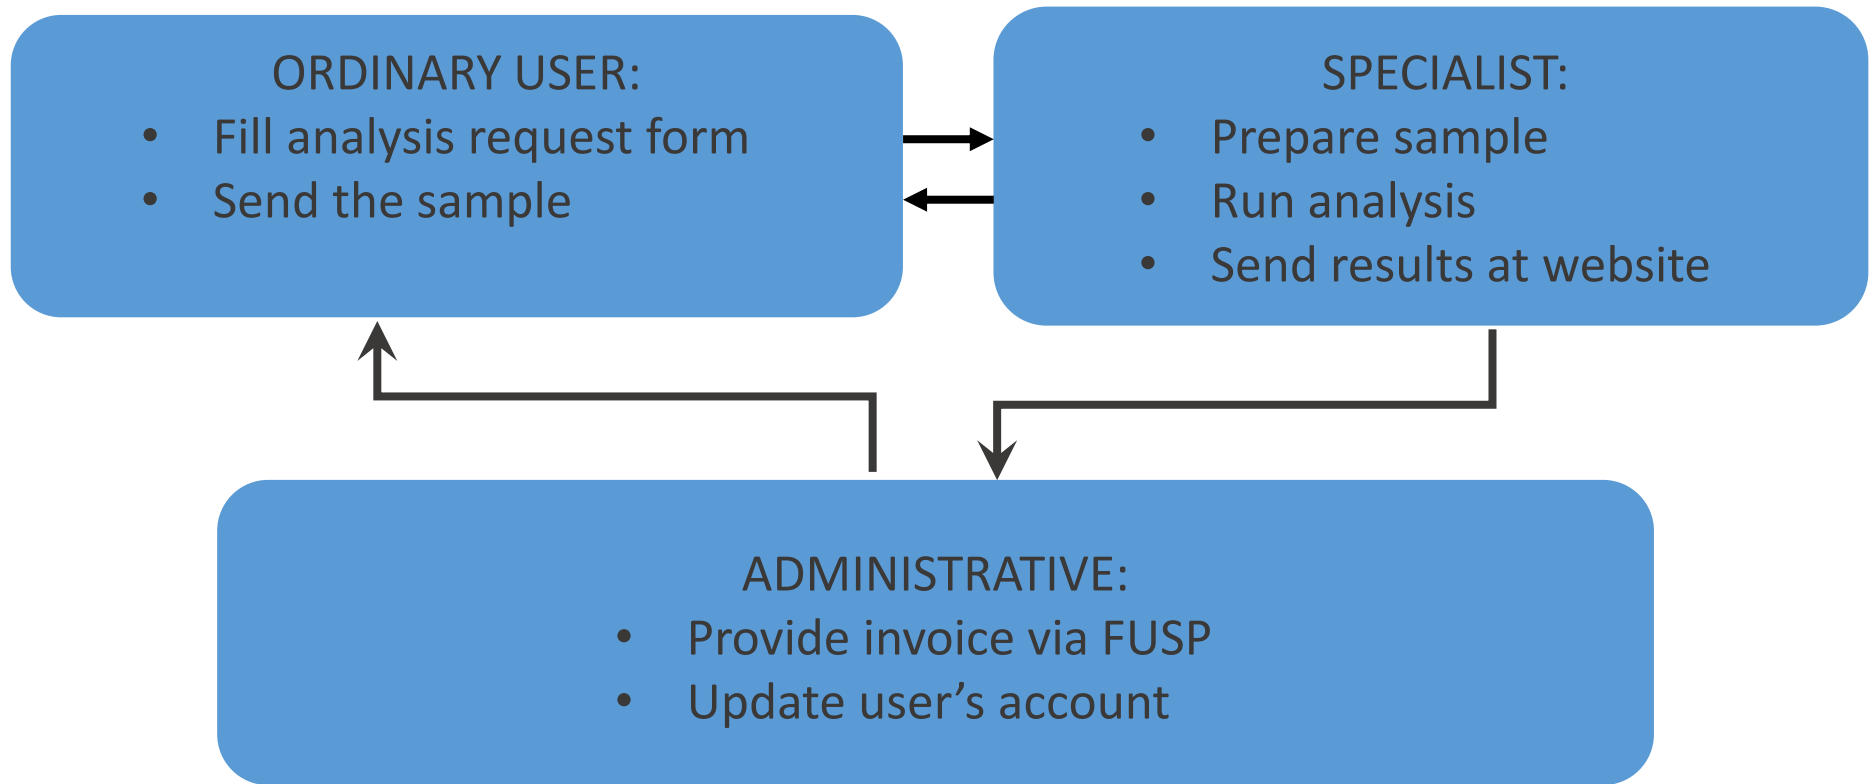 ORDINARY USER:
• Fill analysis request form
• Send the sample
SPECIALIST:
• Prepare sample
• Run analysis
• Send results at website
ADMINISTRATIVE:
• Provide invoice via FUSP
• Update user’s account